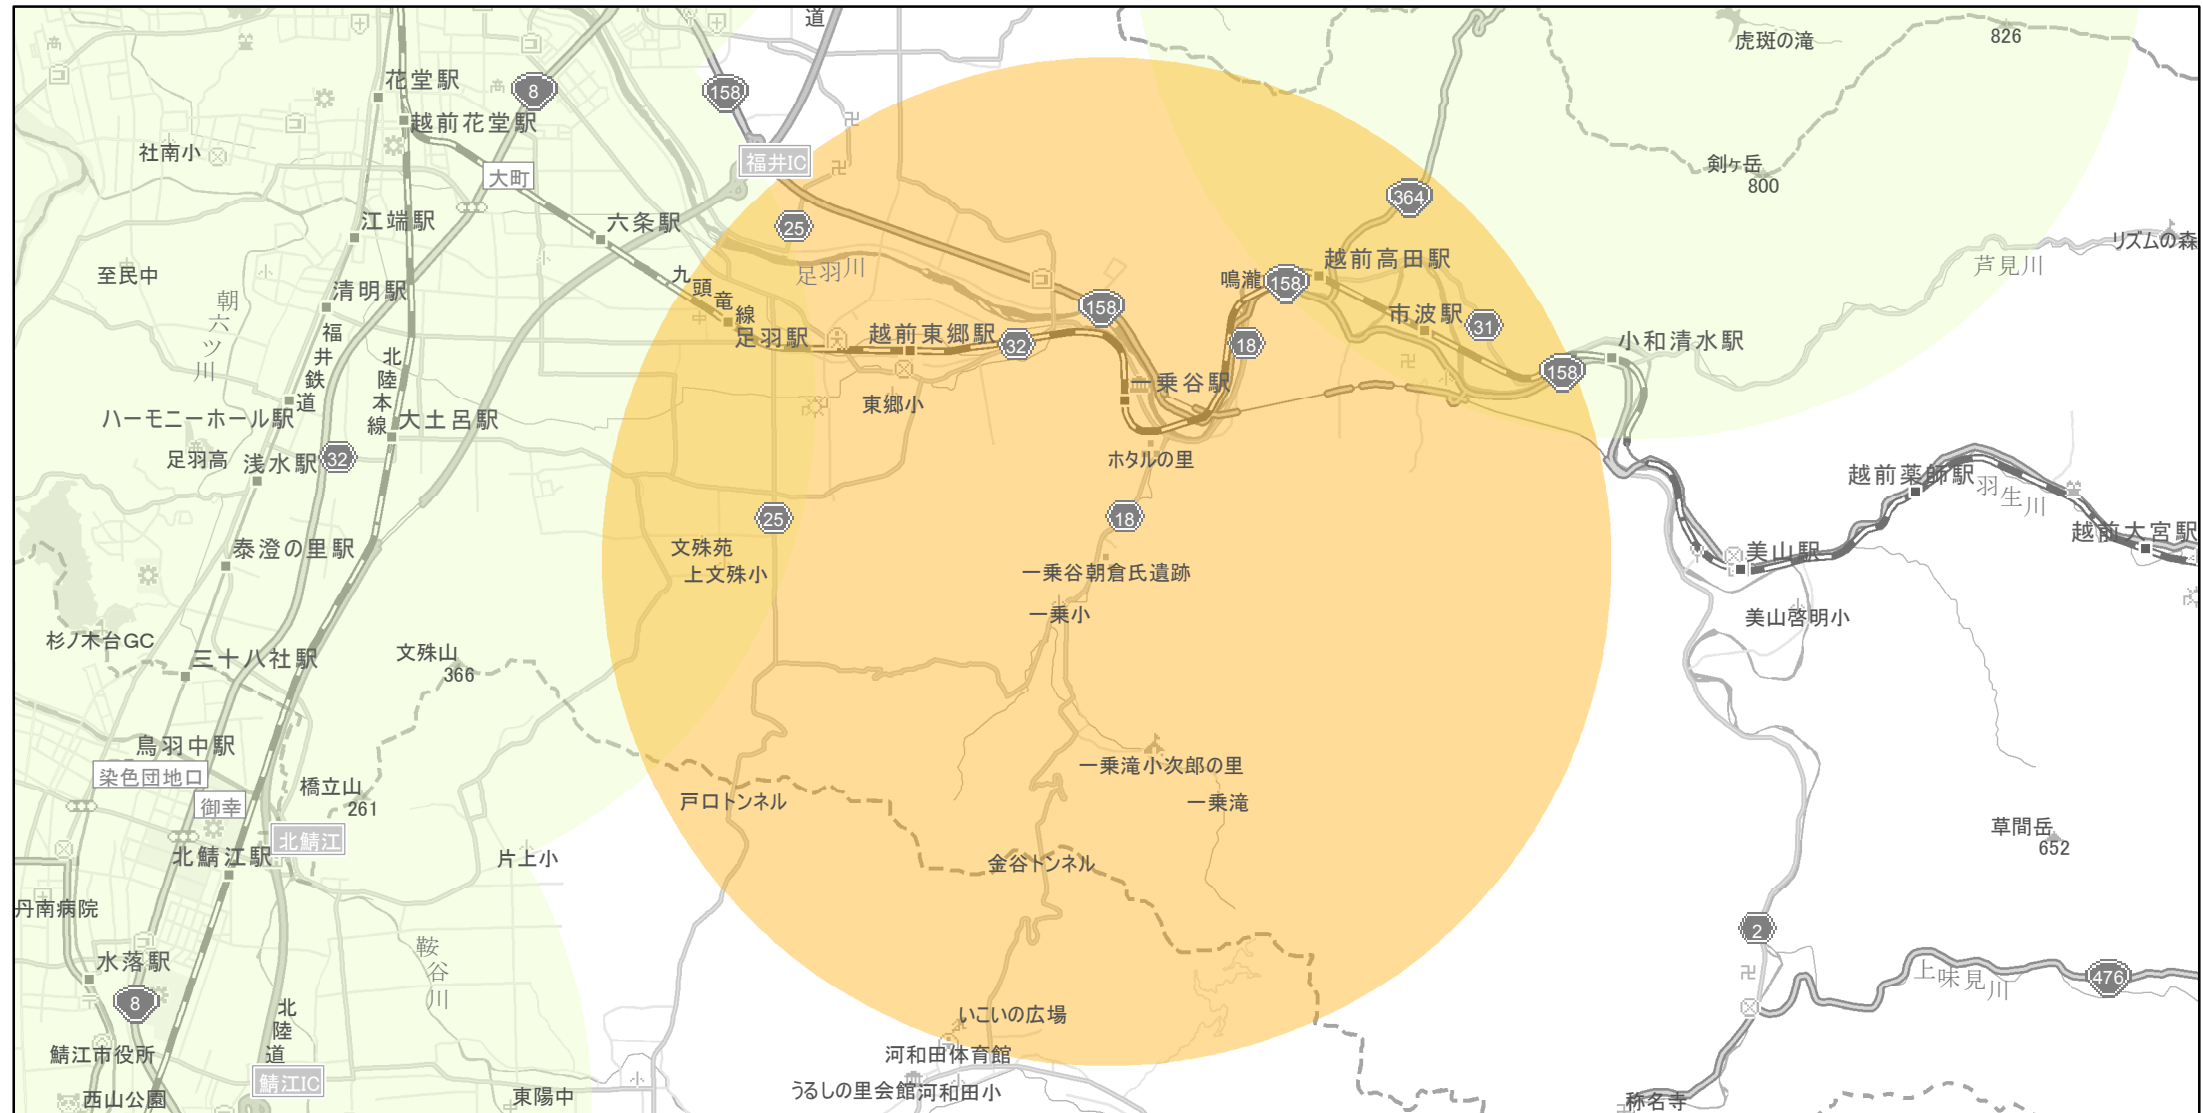 道
虎斑の滝
826
花堂駅
8
158
越前花堂駅
社南小
福井IC
剣ヶ岳
800
大町
364
江端駅
六条駅
25
リズムの森
至民中
足羽川
鳴瀧
158
越前高田駅
芦見川
朝六ツ川
清明駅
九頭竜線
158
市波駅
31
福井鉄道
足羽駅
越前東郷駅
32
18
小和清水駅
北陸本線
158
一乗谷駅
ハーモニーホール駅
大土呂駅
東郷小
足羽高
浅水駅
32
ホタルの里
越前薬師駅
羽生川
25
18
越前大宮駅
泰澄の里駅
文殊苑
上文殊小
一乗谷朝倉氏遺跡
美山駅
一乗小
美山啓明小
杉ノ木台GC
三十八社駅
文殊山
366
鳥羽中駅
染色団地口
一乗滝小次郎の里
橋立山
261
御幸
戸口トンネル
一乗滝
北鯖江
草間岳
652
北鯖江駅
片上小
金谷トンネル
丹南病院
2
鞍谷川
水落駅
上味見川
476
8
北陸道
いこいの広場
鯖江市役所
河和田体育館
鯖江IC
西山公園
東陽中
うるしの里会館
河和田小
称名寺